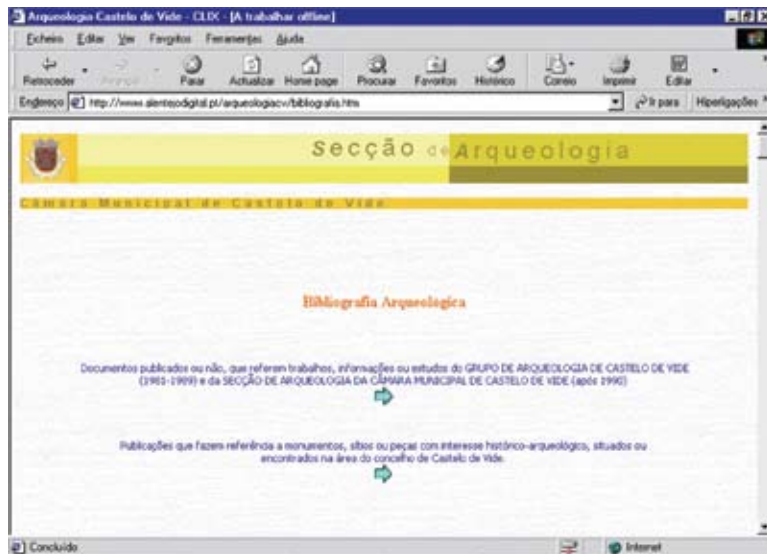 Arqueologia Castelo de Vide - CLIX - [A trabalhar offline]
Ficheiro Editar Ver Favoritos Ferramentas Ajuda
Retroceder Avançar Parar Actualizar Home page Procurar Favoritos Histórico Correio Imprimir Editar
Endereço http://www.alentejodigital.pt/arqueologiacv/bibliografia.htm Ir para Hiperligações »
Secção de Arqueologia
Câmara Municipal de Castelo de Vide
Bibliografia Arqueológica
Documentos publicados ou não, que referem trabalhos, informações ou estudos do GRUPO DE ARQUEOLOGIA DE CASTELO DE VIDE
(1981-1989) e da SECÇÃO DE ARQUEOLOGIA DA CÂMARA MUNICIPAL DE CASTELO DE VIDE (após 1990)
Publicações que fazem referência a monumentos, sítios ou peças com interesse histórico-arqueológico, situados ou
encontrados na área do concelho de Castelo de Vide.
Concluído Internet